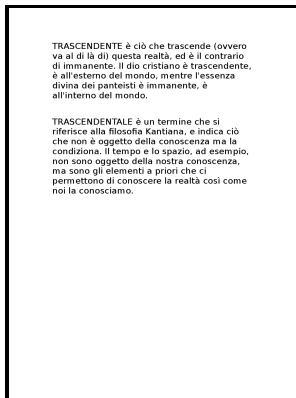 TRASCENDENTE è ciò che trascende (ovvero
va al di là di) questa realtà, ed è il contrario
di immanente. Il dio cristiano è trascendente,
è all'esterno del mondo, mentre l'essenza
divina dei panteisti è immanente, è
all'interno del mondo.
TRASCENDENTALE è un termine che si
riferisce alla filosofia Kantiana, e indica ciò
che non è oggetto della conoscenza ma la
condiziona. Il tempo e lo spazio, ad esempio,
non sono oggetto della nostra conoscenza,
ma sono gli elementi a priori che ci
permettono di conoscere la realtà così come
noi la conosciamo.